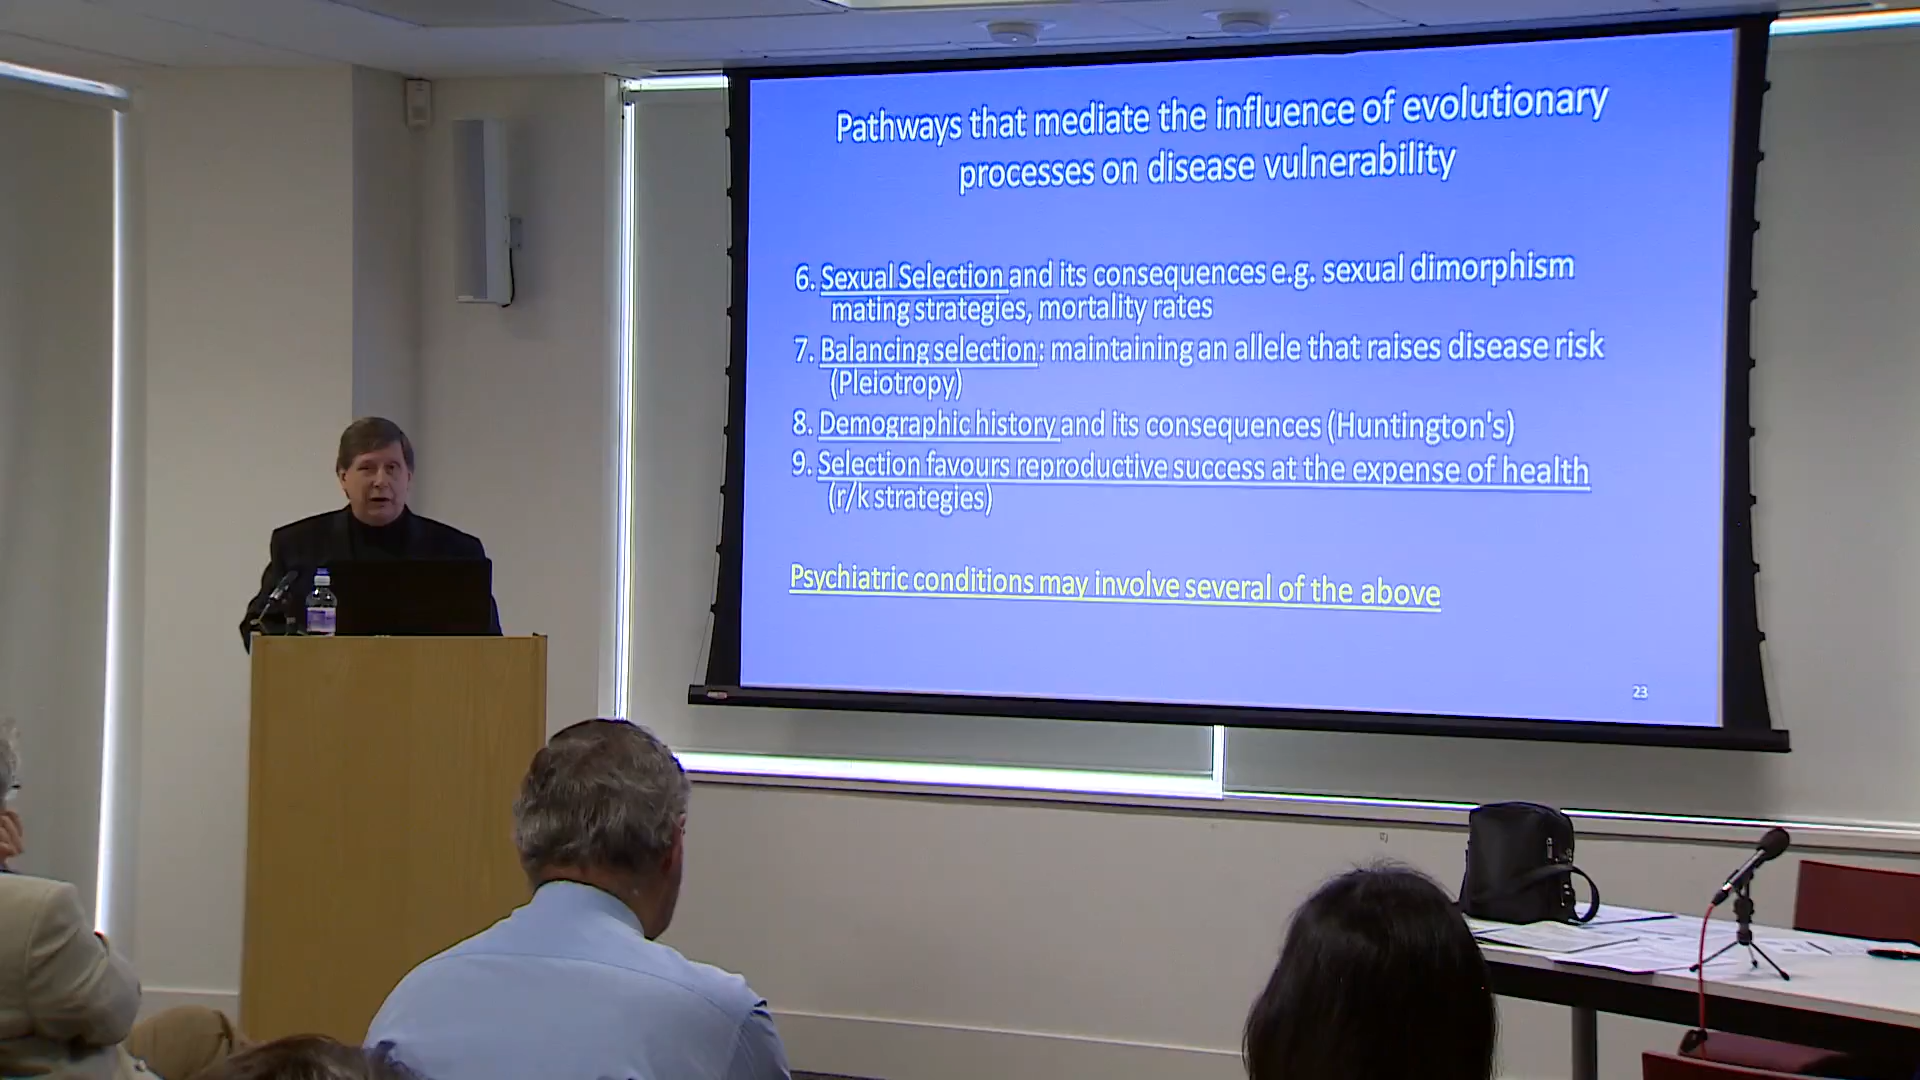 Pathways that mediate the influence of evolutionary
processes on disease vulnerability
6. Sexual Selection and its consequences e.g. sexual dimorphism
mating strategies, mortality rates
7. Balancing selection: maintaining an allele that raises disease risk
(Pleiotropy)
8. Demographic history and its consequences (Huntington's)
9. Selection favours reproductive success at the expense of health
(r/k strategies)
Psychiatric conditions may involve several of the above
23